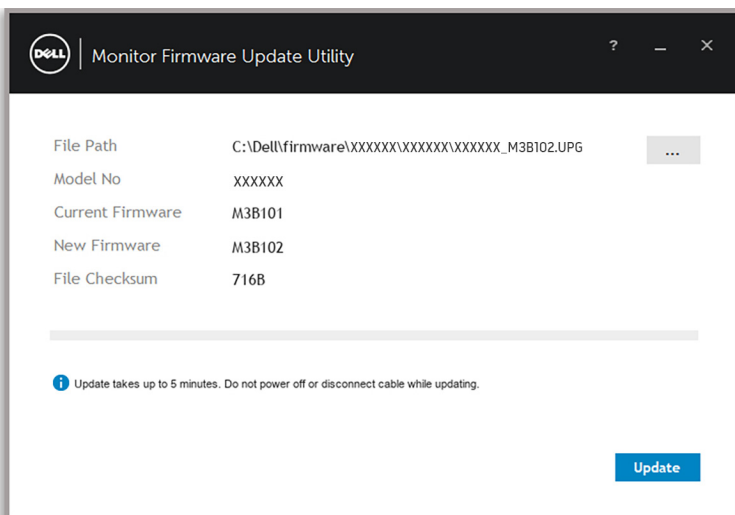 DELL Monitor Firmware Update Utility ? _ ×
File Path C:\Dell\firmware\XXXXXX\XXXXXX\XXXXXX_M3B102.UPG ...
Model No XXXXXX
Current Firmware M3B101
New Firmware M3B102
File Checksum 716B
i Update takes up to 5 minutes. Do not power off or disconnect cable while updating.
Update